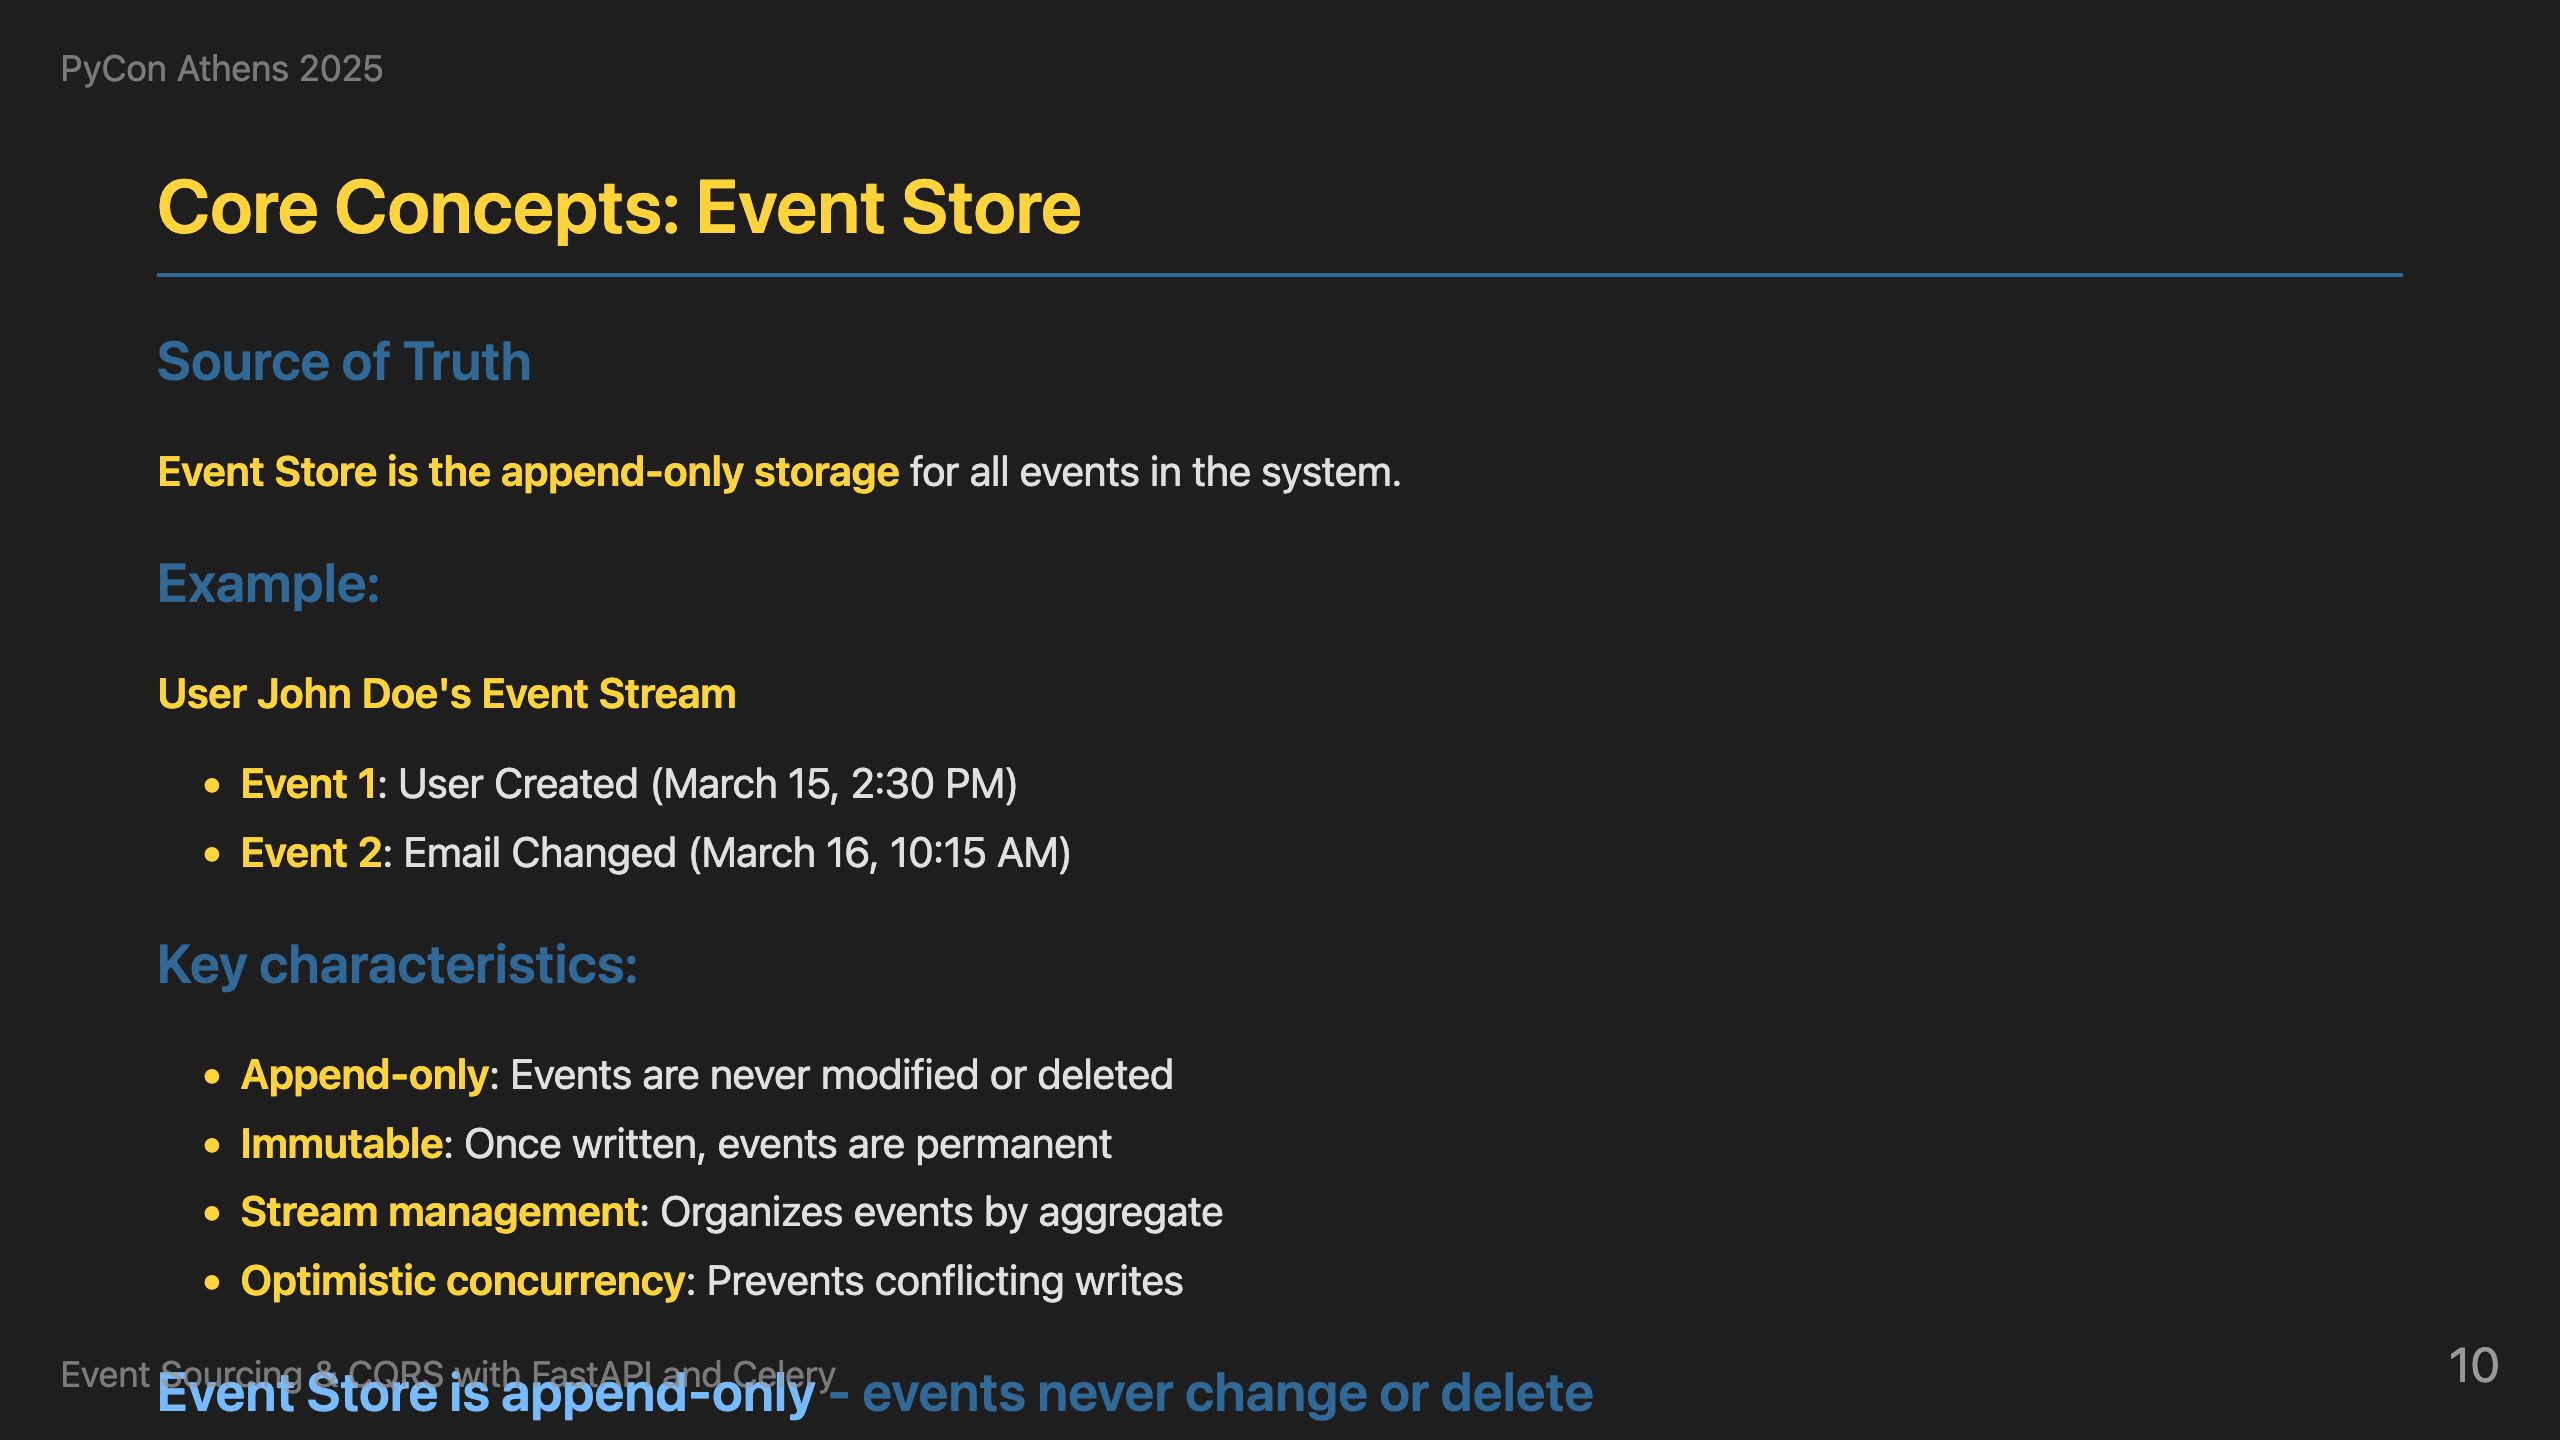 PyCon Athens 2025
Core Concepts: Event Store
Source of Truth
Event Store is the append-only storage for all events in the system.
Example:
User John Doe's Event Stream
• Event 1: User Created (March 15, 2:30 PM)
• Event 2: Email Changed (March 16, 10:15 AM)
Key characteristics:
• Append-only: Events are never modified or deleted
• Immutable: Once written, events are permanent
• Stream management: Organizes events by aggregate
• Optimistic concurrency: Prevents conflicting writes
Event Sourcing & CQRS with FastAPI and Celery
10
Event Store is append-only - events never change or delete